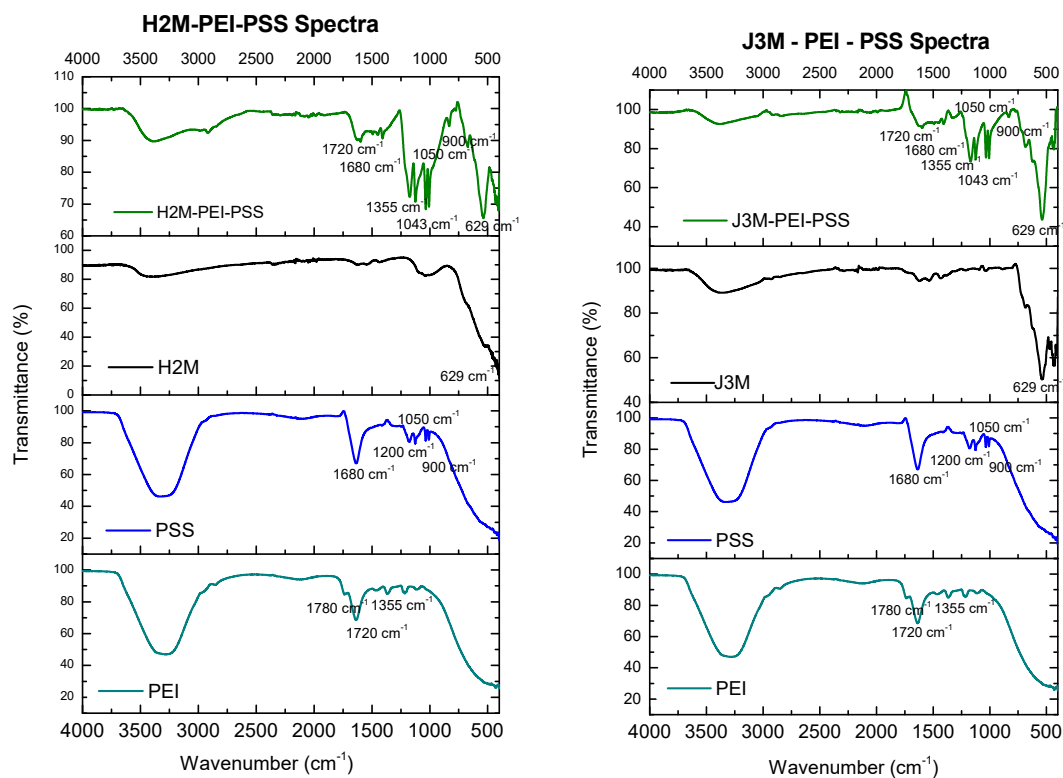 H2M-PEI-PSS Spectra
4000 3500 3000 2500 2000 1500 1000 500
110
100
90
80
70
60
1720 cm-1
1680 cm-1
1355 cm-1
1043 cm-1
1050 cm-1
900 cm-1
629 cm-1
H2M-PEI-PSS
100
80
60
40
20
0
629 cm-1
H2M
100
80
60
40
20
1680 cm-1
1200 cm-1
1050 cm-1
900 cm-1
PSS
100
80
60
40
20
1780 cm-1
1720 cm-1
1355 cm-1
PEI
4000 3500 3000 2500 2000 1500 1000 500
Wavenumber (cm-1)
Transmittance (%)
J3M - PEI - PSS Spectra
4000 3500 3000 2500 2000 1500 1000 500
100
80
60
40
1720 cm-1
1680 cm-1
1355 cm-1
1043 cm-1
1050 cm-1
900 cm-1
629 cm-1
J3M-PEI-PSS
100
80
60
40
629 cm-1
J3M
100
80
60
40
20
1680 cm-1
1200 cm-1
1050 cm-1
900 cm-1
PSS
100
80
60
40
20
1780 cm-1
1720 cm-1
1355 cm-1
PEI
4000 3500 3000 2500 2000 1500 1000 500
Wavenumber (cm-1)
Transmittance (%)